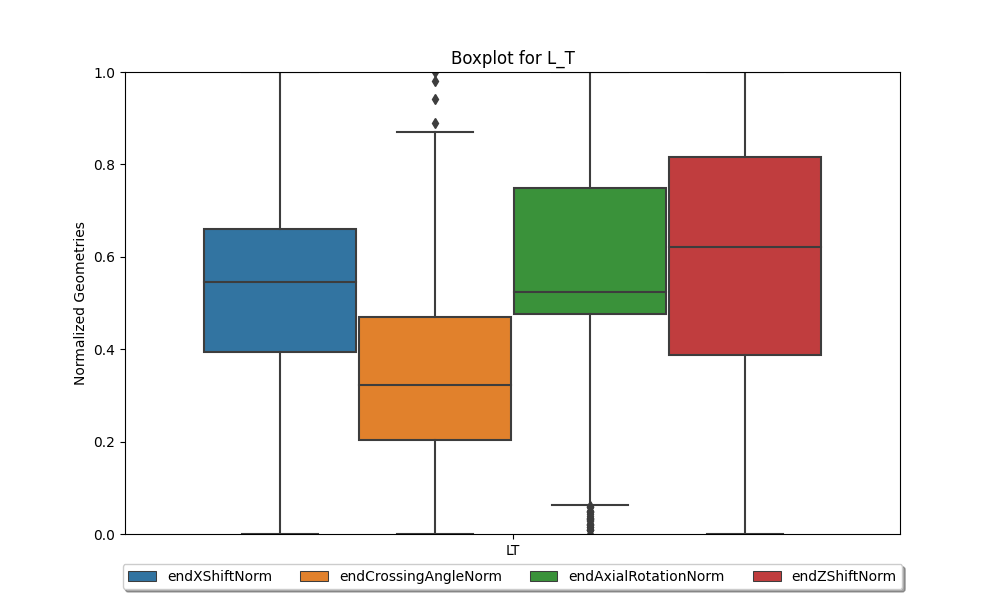 Boxplot for L_T
1.0
0.8
0.6
0.4
0.2
0.0
Normalized Geometries
LT
endXShiftNorm endCrossingAngleNorm endAxialRotationNorm endZShiftNorm